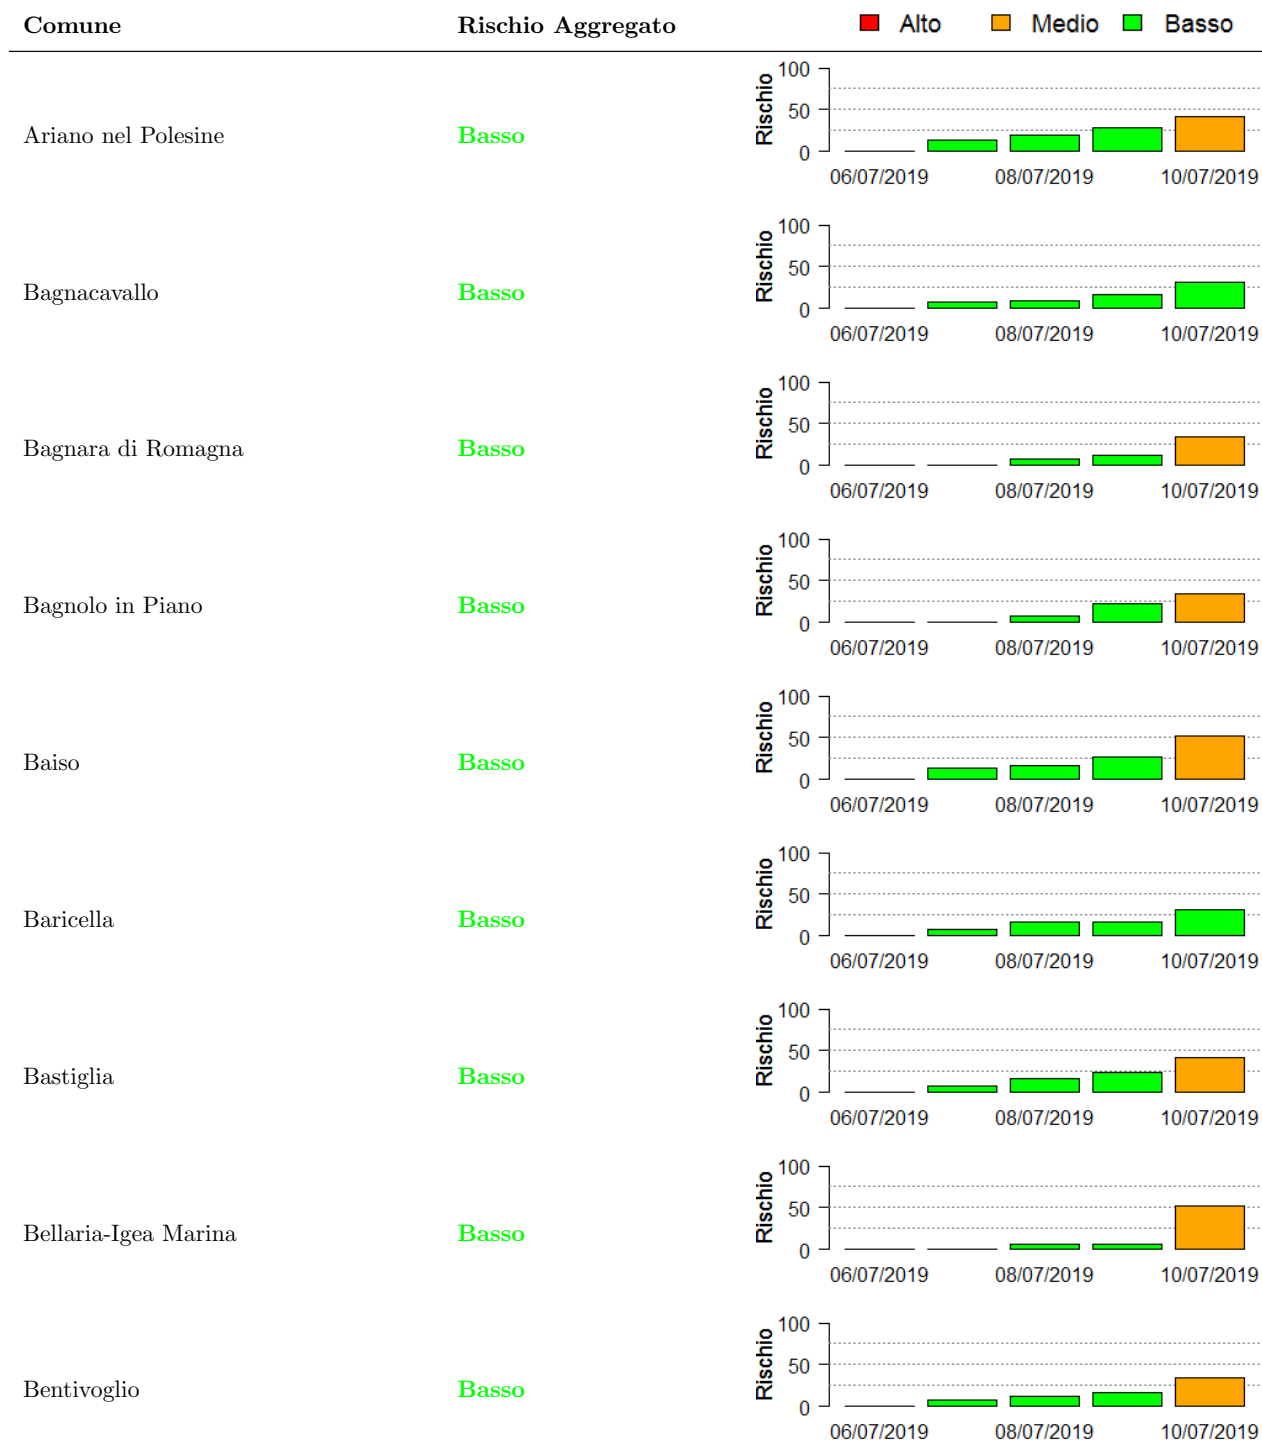 Comune Rischio Aggregato Alto Medio Basso
Ariano nel Polesine Basso Rischio 100 50 0
06/07/2019 08/07/2019 10/07/2019
Bagnacavallo Basso Rischio 100 50 0
06/07/2019 08/07/2019 10/07/2019
Bagnara di Romagna Basso Rischio 100 50 0
06/07/2019 08/07/2019 10/07/2019
Bagnolo in Piano Basso Rischio 100 50 0
06/07/2019 08/07/2019 10/07/2019
Baiso Basso Rischio 100 50 0
06/07/2019 08/07/2019 10/07/2019
Baricella Basso Rischio 100 50 0
06/07/2019 08/07/2019 10/07/2019
Bastiglia Basso Rischio 100 50 0
06/07/2019 08/07/2019 10/07/2019
Bellaria-Igea Marina Basso Rischio 100 50 0
06/07/2019 08/07/2019 10/07/2019
Bentivoglio Basso Rischio 100 50 0
06/07/2019 08/07/2019 10/07/2019